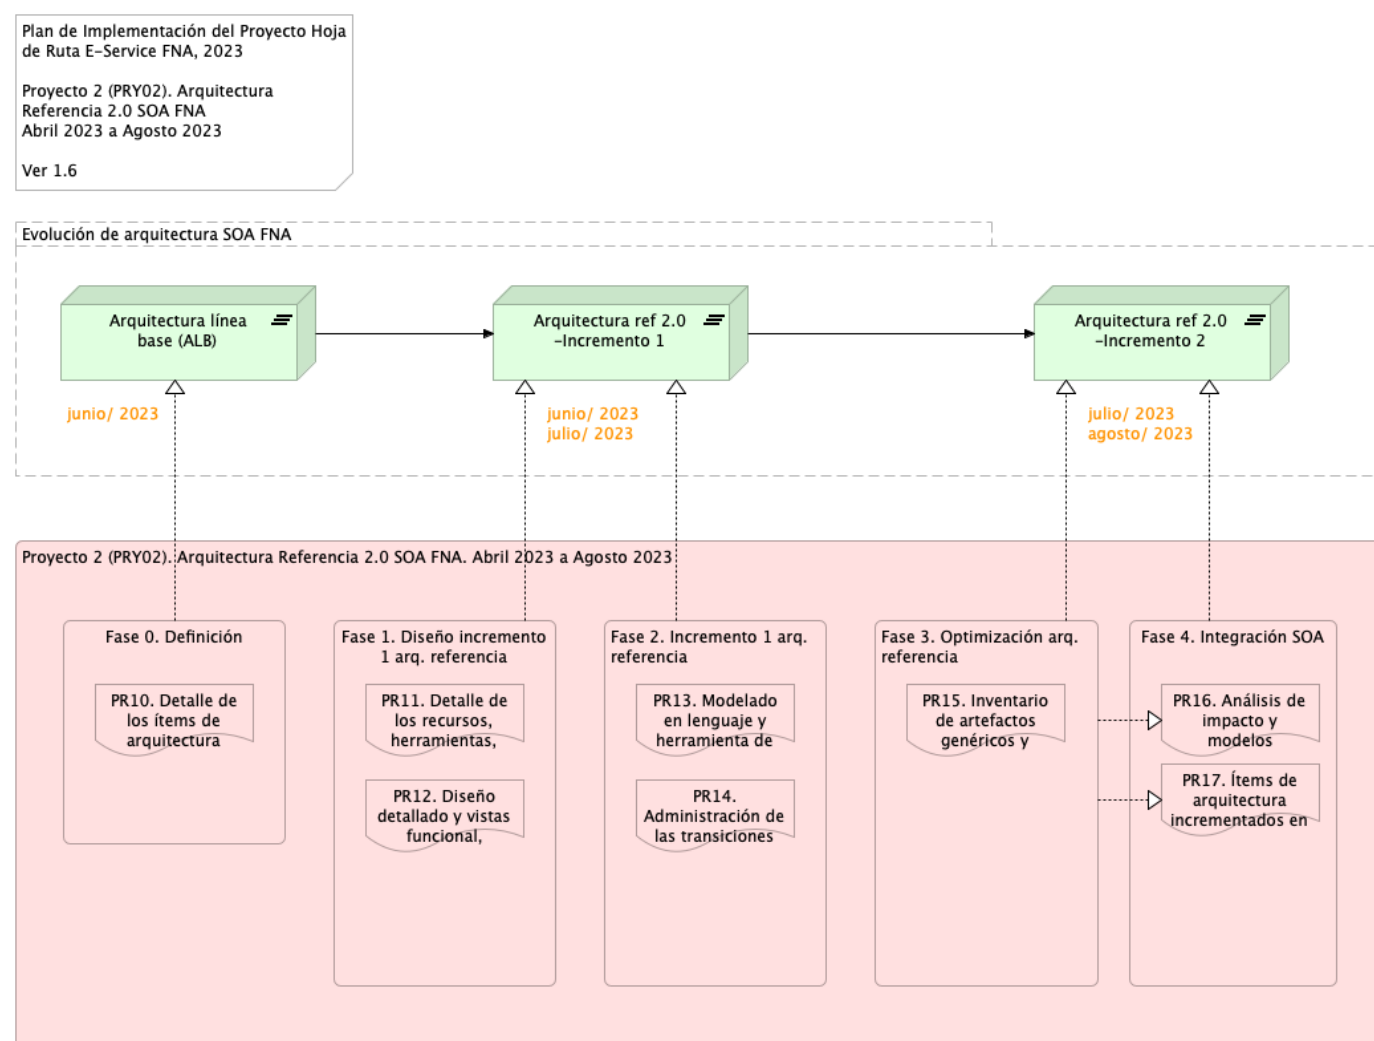 Plan de Implementación del Proyecto Hoja
de Ruta E-Service FNA, 2023
Proyecto 2 (PRY02). Arquitectura
Referencia 2.0 SOA FNA
Abril 2023 a Agosto 2023
Ver 1.6
Evolución de arquitectura SOA FNA
Arquitectura línea
base (ALB)
Arquitectura ref 2.0
-Incremento 1
Arquitectura ref 2.0
-Incremento 2
junio/ 2023
junio/ 2023
julio/ 2023
julio/ 2023
agosto/ 2023
Proyecto 2 (PRY02). Arquitectura Referencia 2.0 SOA FNA. Abril 2023 a Agosto 2023
Fase 0. Definición
PR10. Detalle de
los ítems de
arquitectura
Fase 1. Diseño incremento
1 arq. referencia
PR11. Detalle de
los recursos,
herramientas,
PR12. Diseño
detallado y vistas
funcional,
Fase 2. Incremento 1 arq.
referencia
PR13. Modelado
en lenguaje y
herramienta de
PR14.
Administración de
las transiciones
Fase 3. Optimización arq.
referencia
PR15. Inventario
de artefactos
genéricos y
Fase 4. Integración SOA
PR16. Análisis de
impacto y
modelos
PR17. Ítems de
arquitectura
incrementados en